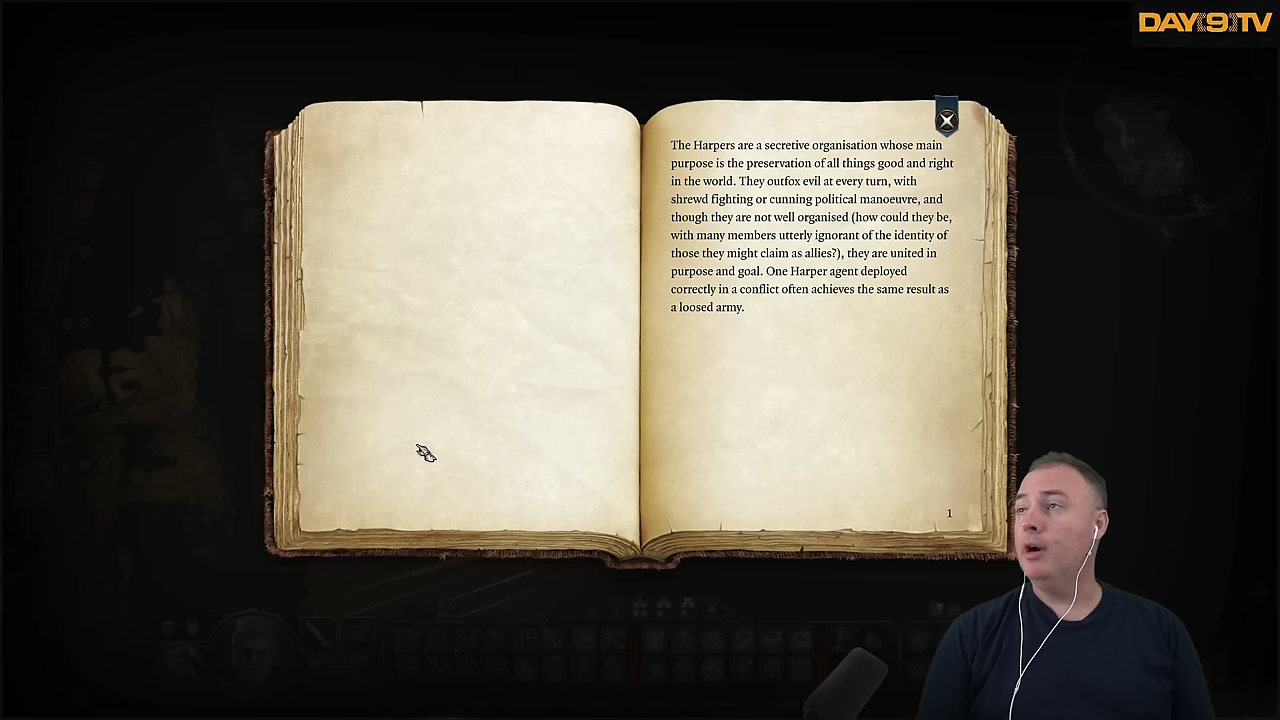 DAY[9]TV
The Harpers are a secretive organisation whose main
purpose is the preservation of all things good and right
in the world. They outfox evil at every turn, with
shrewd fighting or cunning political manoeuvre, and
though they are not well organised (how could they be,
with many members utterly ignorant of the identity of
those they might claim as allies?), they are united in
purpose and goal. One Harper agent deployed
correctly in a conflict often achieves the same result as
a loosed army.
1